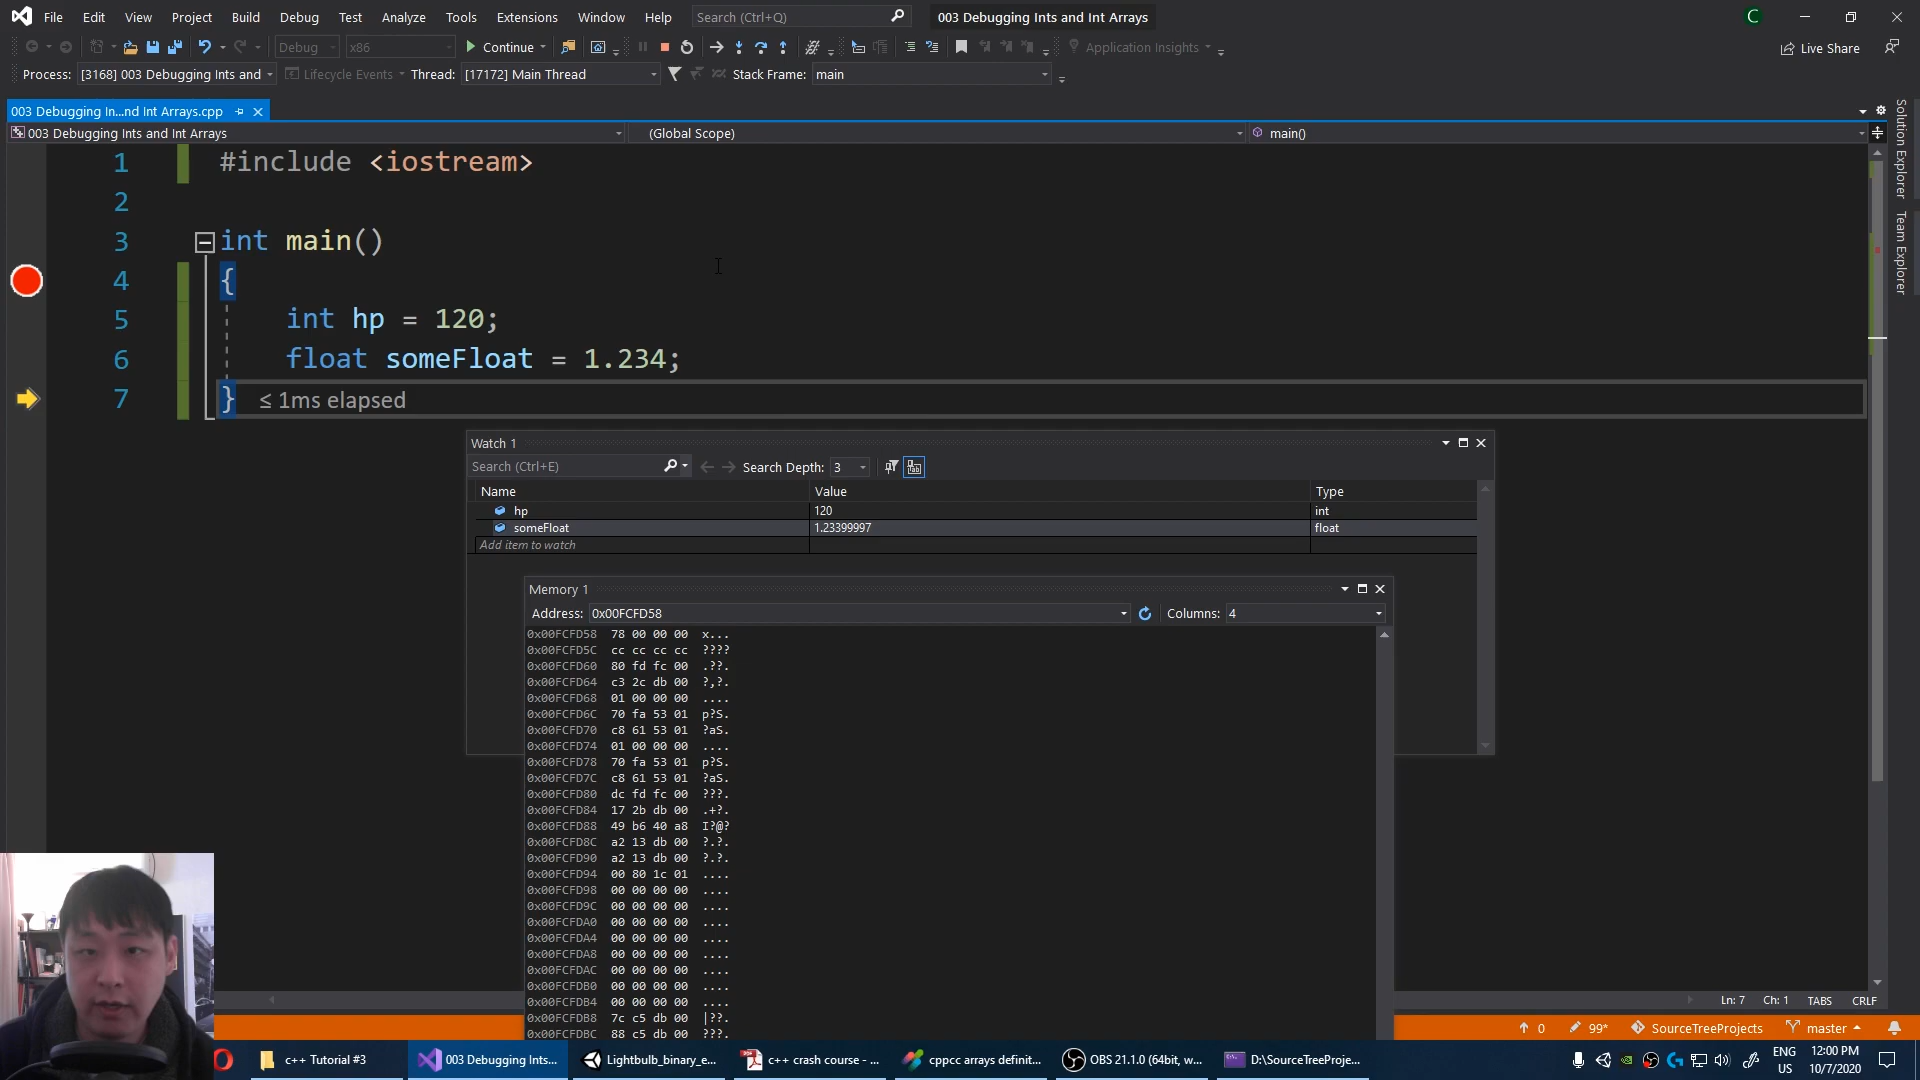 File Edit View Project Build Debug Test Analyze Tools Extensions Window Help Search (Ctrl+Q) 003 Debugging Ints and Int Arrays C
Debug x86 Continue Application Insights Live Share
Process: [3168] 003 Debugging Ints and Lifecycle Events Thread: [17172] Main Thread Stack Frame: main
003 Debugging In...nd Int Arrays.cpp
003 Debugging Ints and Int Arrays (Global Scope) main()
Solution Explorer
Team Explorer
1 #include <iostream>
2
3 int main()
4 {
5 int hp = 120;
6 float someFloat = 1.234;
7 } ≤ 1ms elapsed
Watch 1
Search (Ctrl+E) Search Depth: 3
Name Value Type
hp 120 int
someFloat 1.23399997 float
Add item to watch
Memory 1
Address: 0x00FCFD58 Columns: 4
0x00FCFD58 78 00 00 00 x...
0x00FCFD5C cc cc cc cc ????
0x00FCFD60 80 fd fc 00 .??.
0x00FCFD64 c3 2c db 00 ?,?.
0x00FCFD68 01 00 00 00 ....
0x00FCFD6C 70 fa 53 01 p?S.
0x00FCFD70 c8 61 53 01 ?aS.
0x00FCFD74 01 00 00 00 ....
0x00FCFD78 70 fa 53 01 p?S.
0x00FCFD7C c8 61 53 01 ?aS.
0x00FCFD80 dc fd fc 00 ???.
0x00FCFD84 17 2b db 00 .+?.
0x00FCFD88 49 b6 40 a8 I?@?
0x00FCFD8C a2 13 db 00 ?.?.
0x00FCFD90 a2 13 db 00 ?.?.
0x00FCFD94 00 80 1c 01 ....
0x00FCFD98 00 00 00 00 ....
0x00FCFD9C 00 00 00 00 ....
0x00FCFDA0 00 00 00 00 ....
0x00FCFDA4 00 00 00 00 ....
0x00FCFDA8 00 00 00 00 ....
0x00FCFDAC 00 00 00 00 ....
0x00FCFDB0 00 00 00 00 ....
0x00FCFDB4 00 00 00 00 ....
0x00FCFDB8 7c c5 db 00 |??.
0x00FCFDBC 88 c5 db 00 ???.
Ln: 7 Ch: 1 TABS CRLF
0 99* SourceTreeProjects master
c++ Tutorial #3 003 Debugging Ints... Lightbulb_binary_e... c++ crash course - ... cppcc arrays definit... OBS 21.1.0 (64bit, w... D:\SourceTreeProje...
ENG US 12:00 PM 10/7/2020